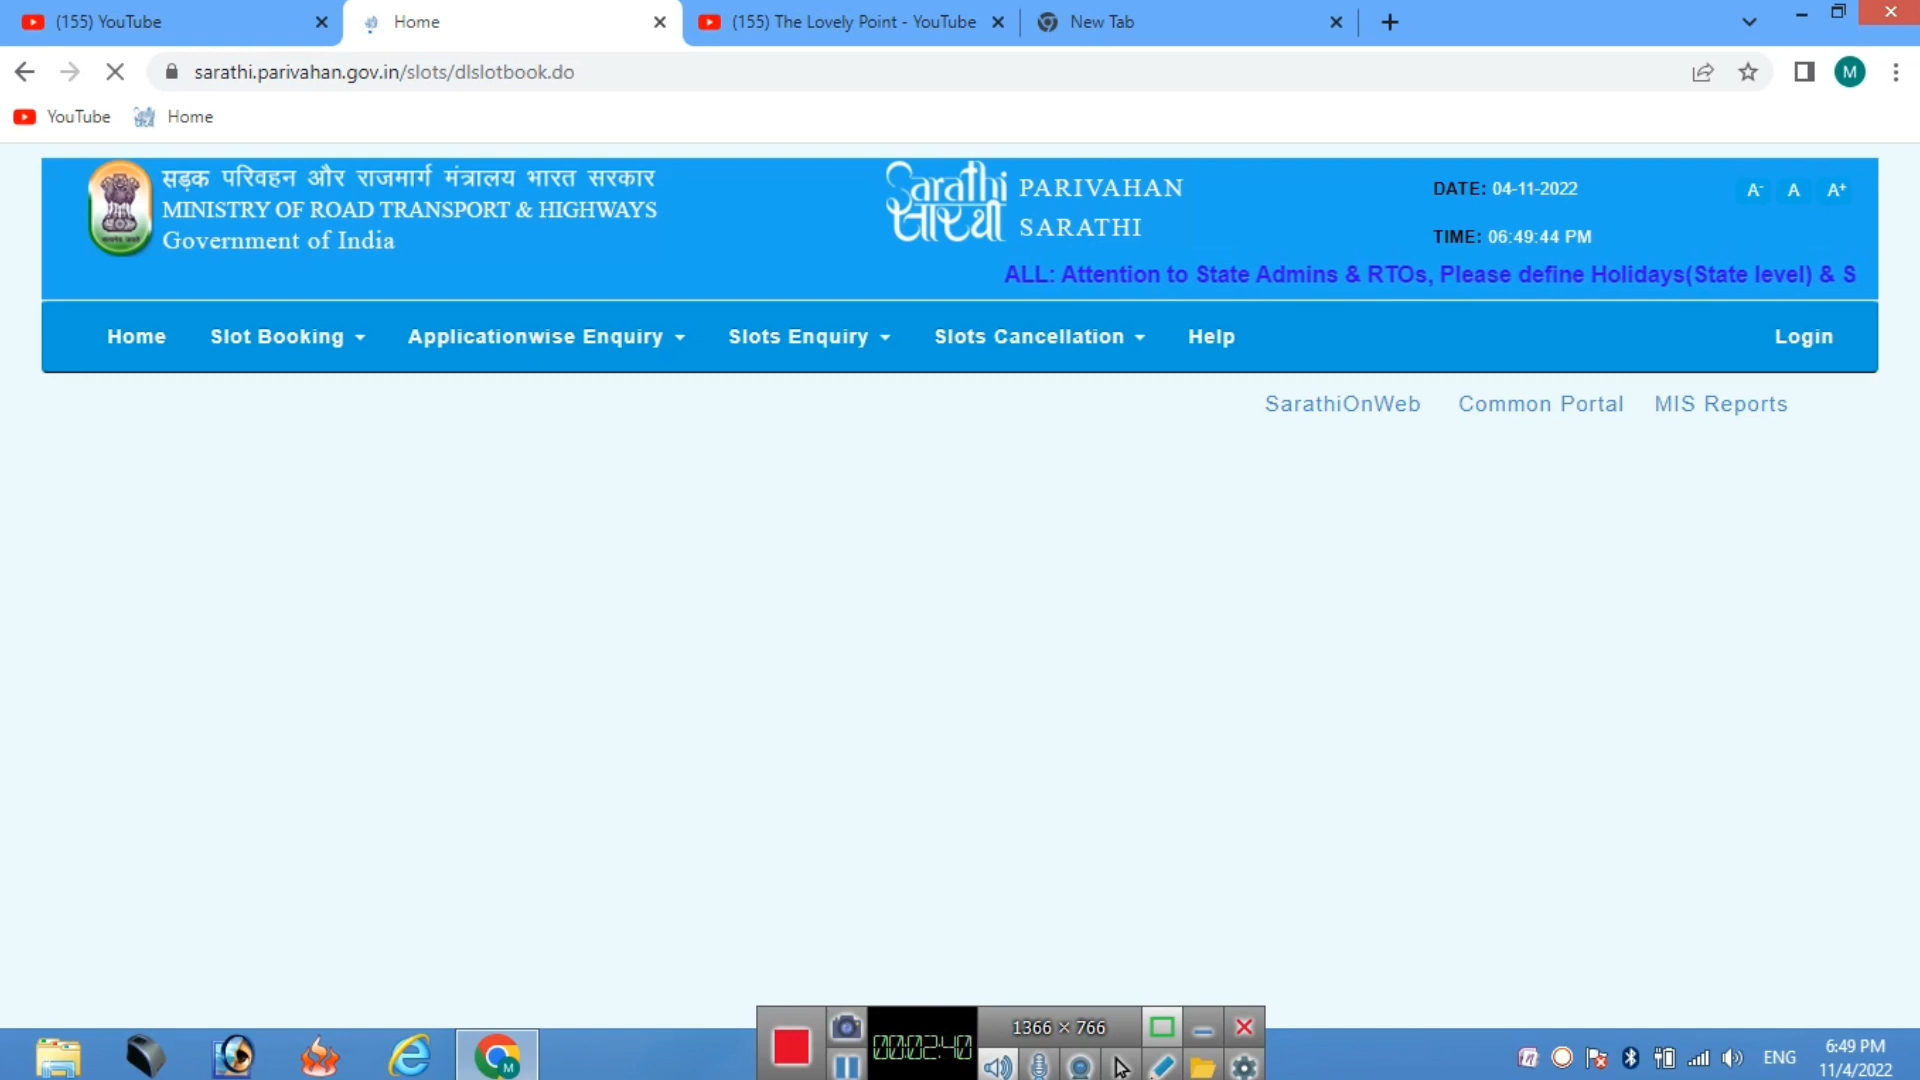 (155) YouTube
Home
(155) The Lovely Point - YouTube
New Tab
sarathi.parivahan.gov.in/slots/dlslotbook.do
M
YouTube
Home
सड़क परिवहन और राजमार्ग मंत्रालय भारत सरकार
MINISTRY OF ROAD TRANSPORT & HIGHWAYS
Government of India
Sarathi
सारथी
PARIVAHAN
SARATHI
DATE: 04-11-2022
TIME: 06:49:44 PM
A- A A+
ALL: Attention to State Admins & RTOs, Please define Holidays(State level) & S
Home Slot Booking Applicationwise Enquiry Slots Enquiry Slots Cancellation Help Login
SarathiOnWeb Common Portal MIS Reports
00:02:40
1366 × 766
M
ENG
6:49 PM
11/4/2022